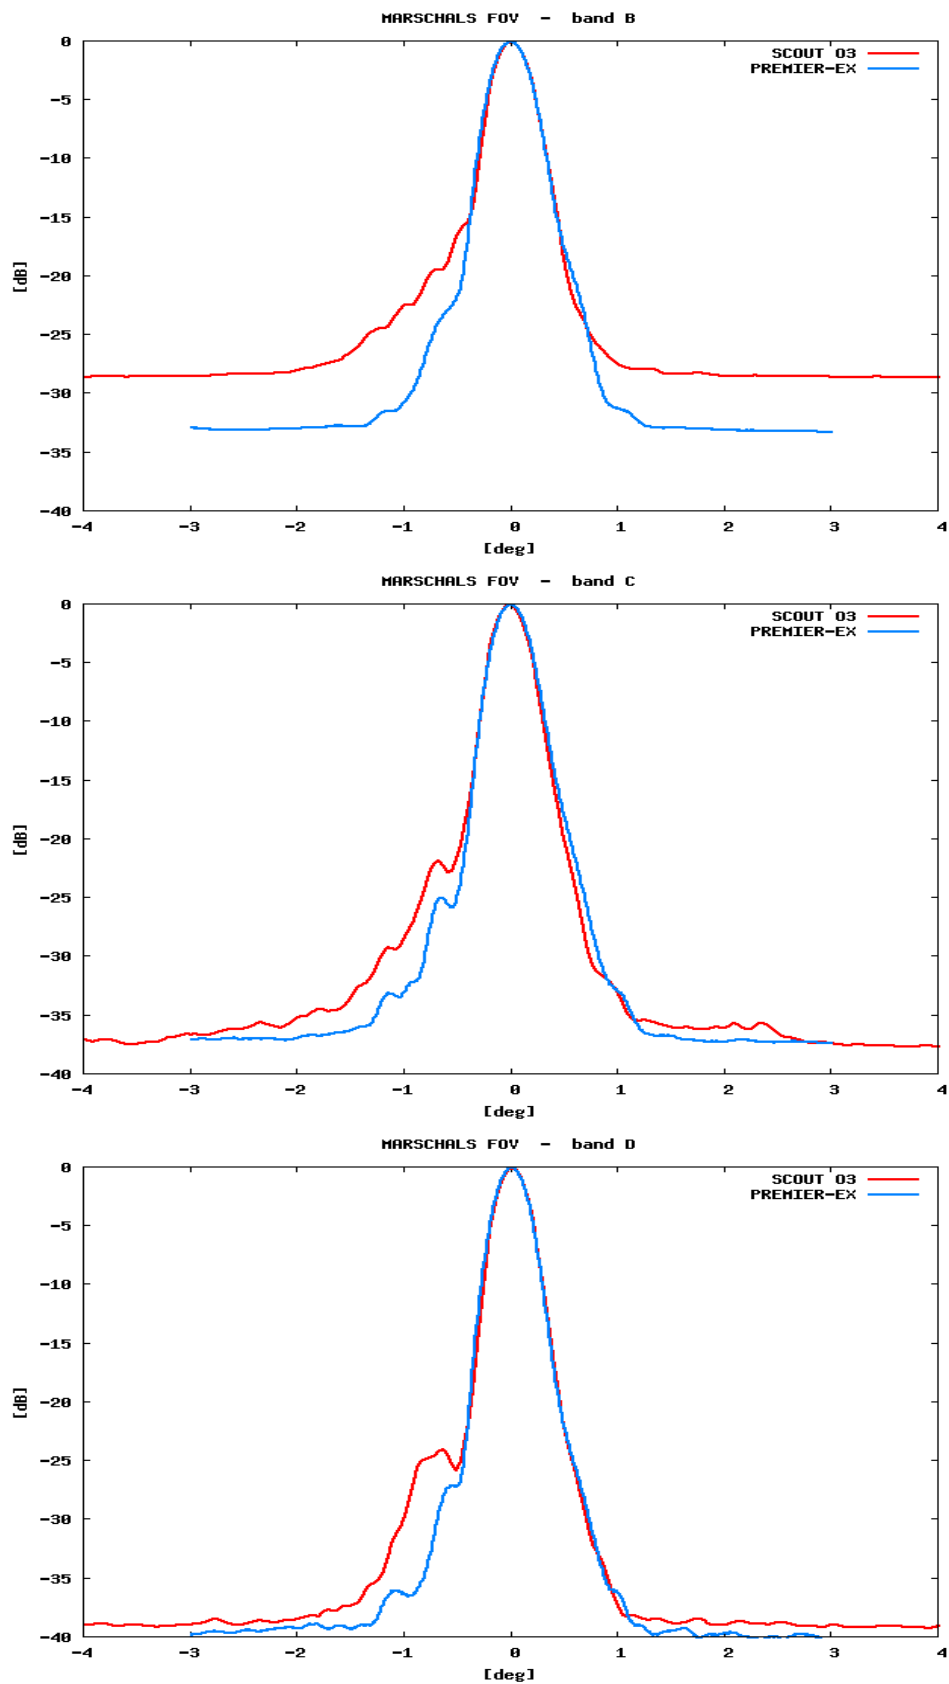 MARSCHALS FOV - band B
SCOUT O3
PREMIER-EX
0
-5
-10
-15
-20
-25
-30
-35
-40
[dB]
-4 -3 -2 -1 0 1 2 3 4
[deg]
MARSCHALS FOV - band C
SCOUT O3
PREMIER-EX
0
-5
-10
-15
-20
-25
-30
-35
-40
[dB]
-4 -3 -2 -1 0 1 2 3 4
[deg]
MARSCHALS FOV - band D
SCOUT O3
PREMIER-EX
0
-5
-10
-15
-20
-25
-30
-35
-40
[dB]
-4 -3 -2 -1 0 1 2 3 4
[deg]